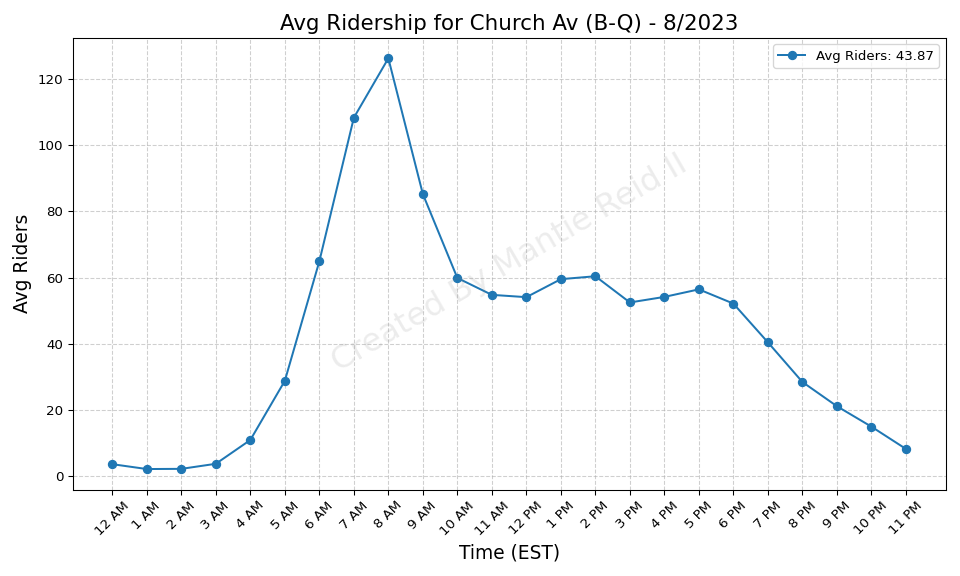 Avg Ridership for Church Av (B-Q) - 8/2023
Avg Riders: 43.87
Avg Riders
120
100
80
60
40
20
0
12 AM
1 AM
2 AM
3 AM
4 AM
5 AM
6 AM
7 AM
8 AM
9 AM
10 AM
11 AM
12 PM
1 PM
2 PM
3 PM
4 PM
5 PM
6 PM
7 PM
8 PM
9 PM
10 PM
11 PM
Time (EST)
Created By Mantie Reid II